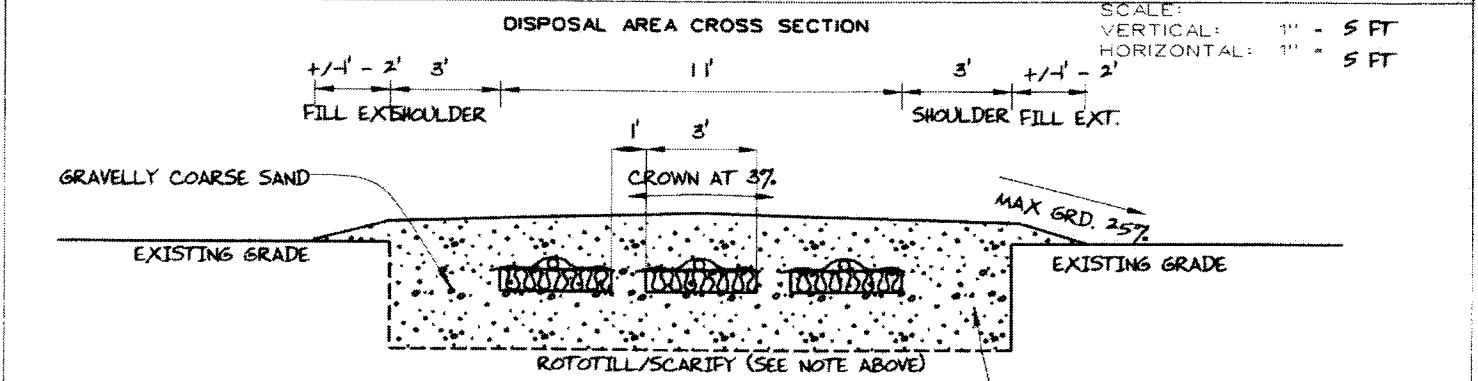 DISPOSAL AREA CROSS SECTION
SCALE:
VERTICAL: 1" - 5 FT
HORIZONTAL: 1" = 5 FT
+/-1' - 2' 3' 11' 3' +/-1' - 2'
FILL EXT SHOULDER SHOULDER FILL EXT.
1' 3'
GRAVELLY COARSE SAND
CROWN AT 3%
MAX GRD. 25%
EXISTING GRADE
EXISTING GRADE
ROTOTILL/SCARIFY (SEE NOTE ABOVE)